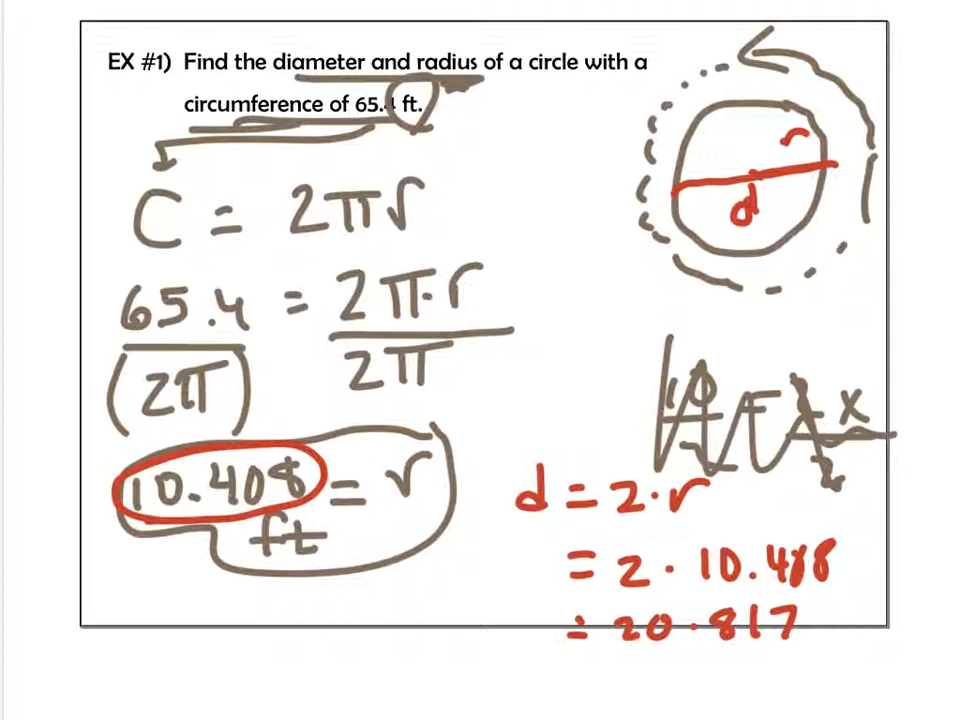 EX #1) Find the diameter and radius of a circle with a
circumference of 65.4 ft.
r
d
C = 2πr
65.4 = 2π·r
(2π) 2π
10.408 = r
ft
x
d = 2·r
= 2 · 10.408
= 20.817